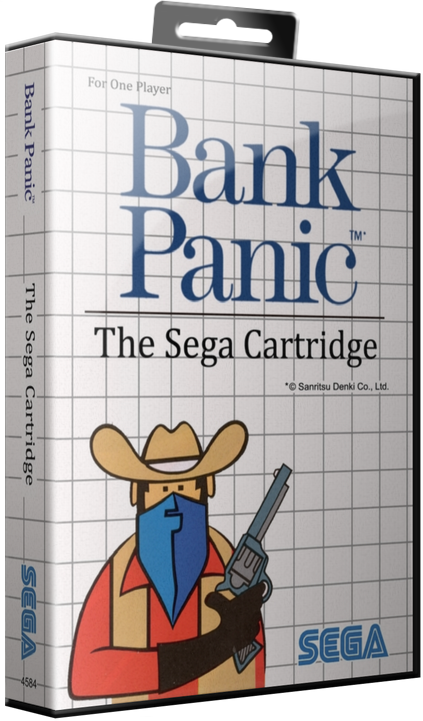 For One Player
Bank
Panic™*
The Sega Cartridge
*© Sanritsu Denki Co., Ltd.
SEGA
Bank Panic™
The Sega Cartridge
SEGA
4584